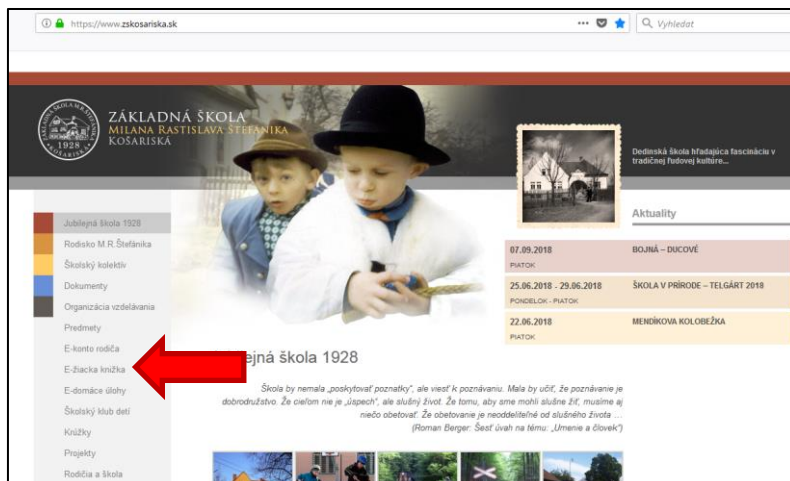 https://www.zskosariska.sk
Vyhledat
ZÁKLADNÁ ŠKOLA
MILANA RASTISLAVA ŠTEFÁNIKA
KOŠARISKÁ
1928
Dedinská škola hľadajúca fascináciu v
tradičnej ľudovej kultúre...
Aktuality
07.09.2018 BOJNÁ – DUCOVÉ
PIATOK
25.06.2018 - 29.06.2018 ŠKOLA V PRÍRODE – TELGÁRT 2018
PONDELOK - PIATOK
22.06.2018 MENDÍKOVA KOLOBEŽKA
PIATOK
Jubilejná škola 1928
Rodisko M.R.Štefánika
Školský kolektív
Dokumenty
Organizácia vzdelávania
Predmety
E-konto rodiča
E-žiacka knižka
E-domáce úlohy
Školský klub detí
Krúžky
Projekty
Rodičia a škola
ejná škola 1928
Škola by nemala „poskytovať poznatky“, ale viesť k poznávaniu. Mala by učiť, že poznávanie je
dobrodružstvo. Že cieľom nie je „úspech“, ale slušný život. Že tomu, aby sme mohli slušne žiť, musíme aj
niečo obetovať. Že obetovanie je neoddeliteľné od slušného života ...
(Roman Berger: Šesť úvah na tému: „Umenie a človek“)